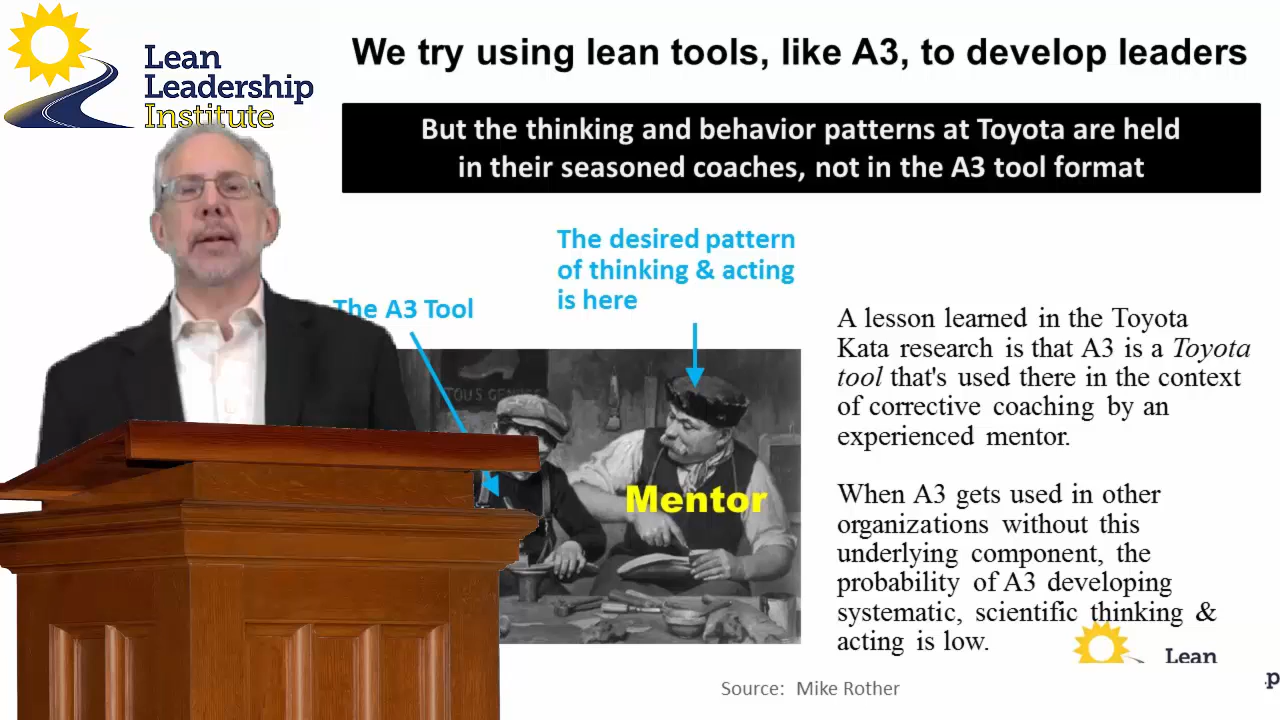 Lean
Leadership
Institute
We try using lean tools, like A3, to develop leaders
But the thinking and behavior patterns at Toyota are held
in their seasoned coaches, not in the A3 tool format
The desired pattern
of thinking & acting
is here
The A3 Tool
TOUS GENRES
Mentor
A lesson learned in the Toyota
Kata research is that A3 is a Toyota
tool that's used there in the context
of corrective coaching by an
experienced mentor.
When A3 gets used in other
organizations without this
underlying component, the
probability of A3 developing
systematic, scientific thinking &
acting is low.
Lean
Source: Mike Rother